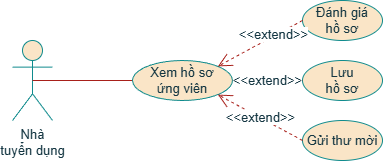 Đánh giá
hồ sơ
<<extend>>
Xem hồ sơ
ứng viên
<<extend>>
Lưu
hồ sơ
<<extend>>
Gửi thư mời
Nhà
tuyển dụng